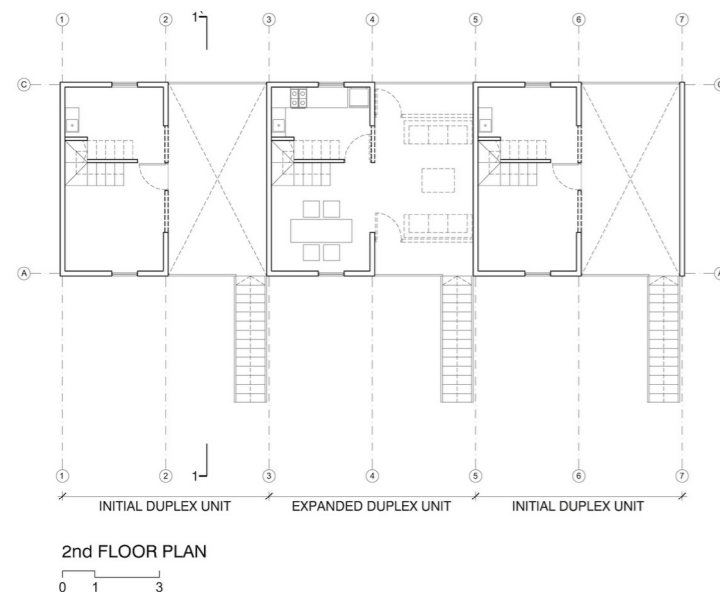 1 2 1' 3 4 5 6 7
C C
A A
1 2 1 3 4 5 6 7
INITIAL DUPLEX UNIT EXPANDED DUPLEX UNIT INITIAL DUPLEX UNIT
2nd FLOOR PLAN
0 1 3